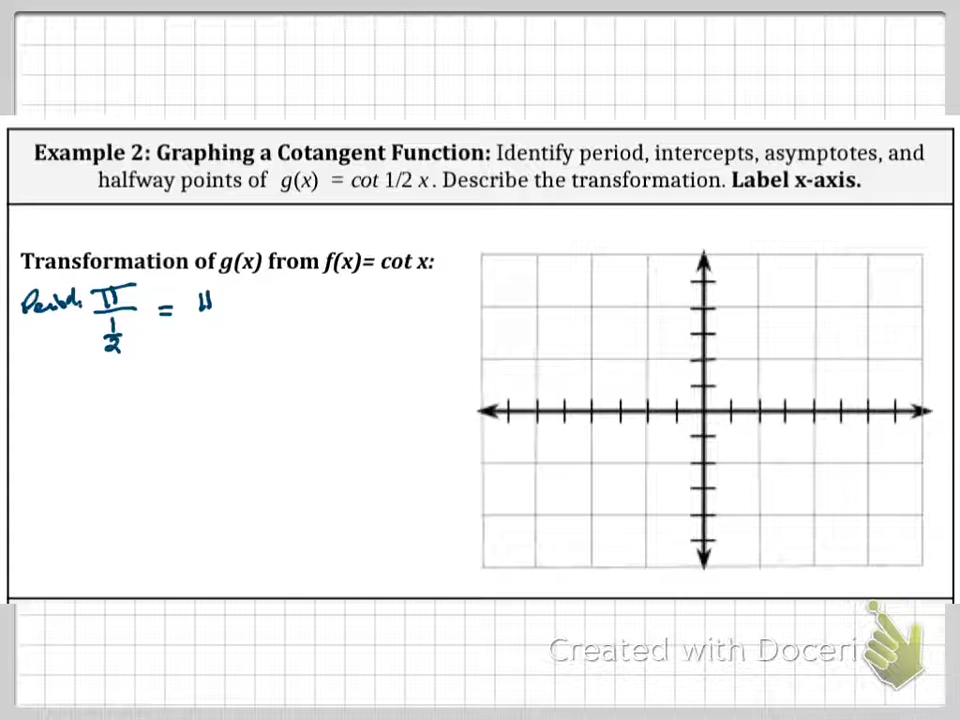 Example 2: Graphing a Cotangent Function: Identify period, intercepts, asymptotes, and
halfway points of g(x) = cot 1/2 x. Describe the transformation. Label x-axis.
Transformation of g(x) from f(x)= cot x:
Period: π / 1/2 =
Created with Doceri